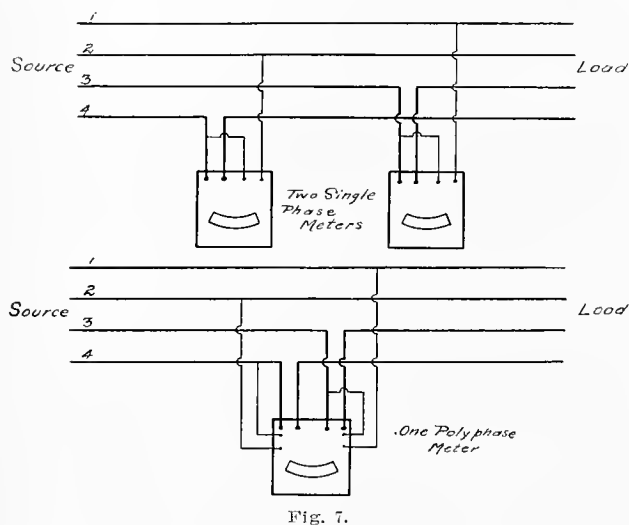 1
2
Source
Load
3
4
Two Single
Phase
Meters
1
2
Source
Load
3
4
.One Polyphase
Meter
Fig. 7.